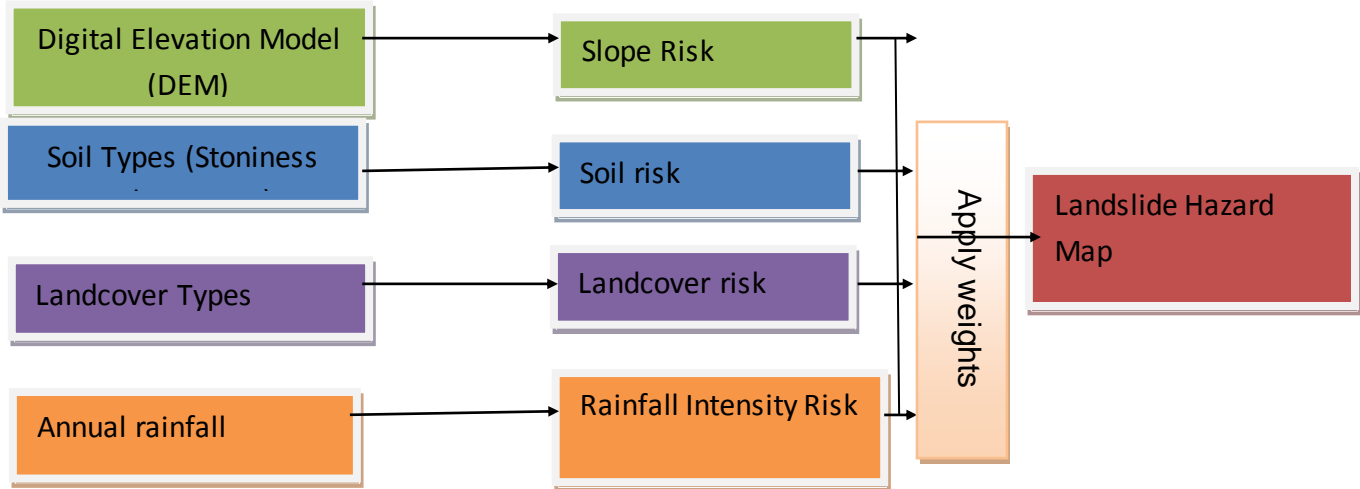 Digital Elevation Model
(DEM)
Slope Risk
Soil Types (Stoniness
Soil risk
Landcover Types
Landcover risk
Annual rainfall
Rainfall Intensity Risk
Apply weights
Landslide Hazard
Map